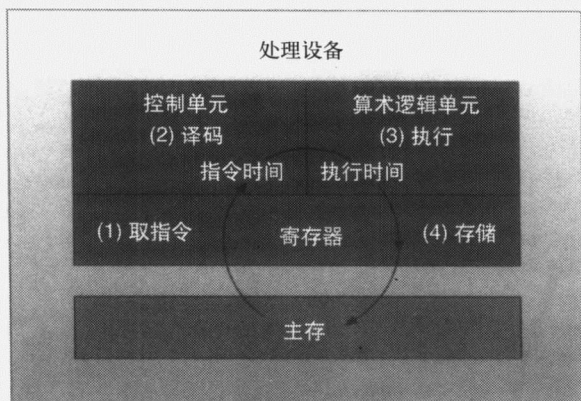 处理设备
控制单元
(2) 译码
算术逻辑单元
(3) 执行
指令时间
执行时间
(1) 取指令
寄存器
(4) 存储
主存